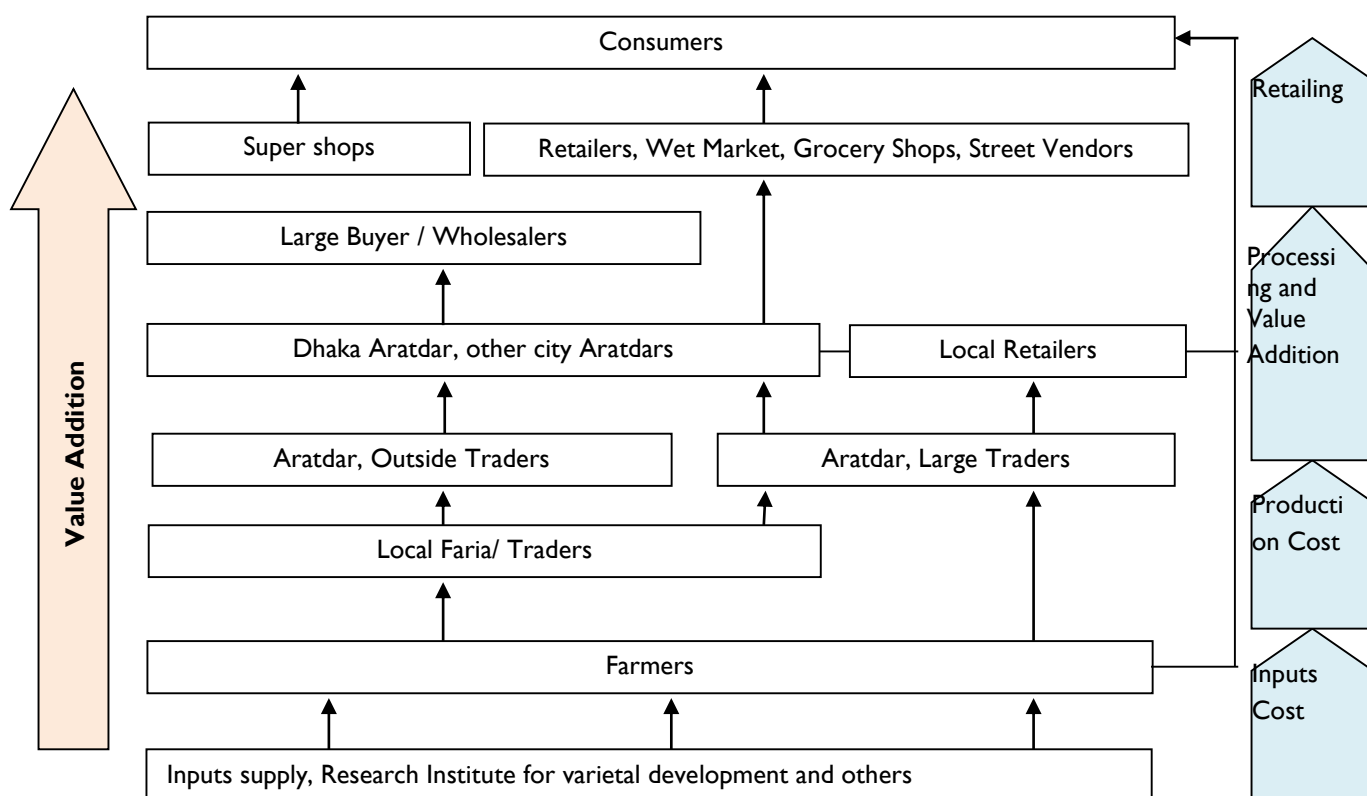 Consumers
Retailing
Super shops
Retailers, Wet Market, Grocery Shops, Street Vendors
Large Buyer / Wholesalers
Processi
ng and
Value
Addition
Dhaka Aratdar, other city Aratdars
Local Retailers
Value Addition
Aratdar, Outside Traders
Aratdar, Large Traders
Producti
on Cost
Local Faria/ Traders
Farmers
Inputs
Cost
Inputs supply, Research Institute for varietal development and others